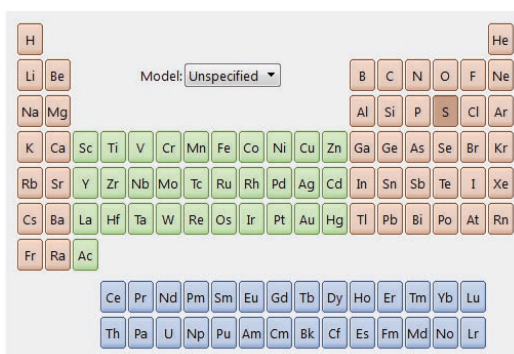 H He
Li Be Model: Unspecified B C N O F Ne
Na Mg Al Si P S Cl Ar
K Ca Sc Ti V Cr Mn Fe Co Ni Cu Zn Ga Ge As Se Br Kr
Rb Sr Y Zr Nb Mo Tc Ru Rh Pd Ag Cd In Sn Sb Te I Xe
Cs Ba La Hf Ta W Re Os Ir Pt Au Hg Tl Pb Bi Po At Rn
Fr Ra Ac
Ce Pr Nd Pm Sm Eu Gd Tb Dy Ho Er Tm Yb Lu
Th Pa U Np Pu Am Cm Bk Cf Es Fm Md No Lr